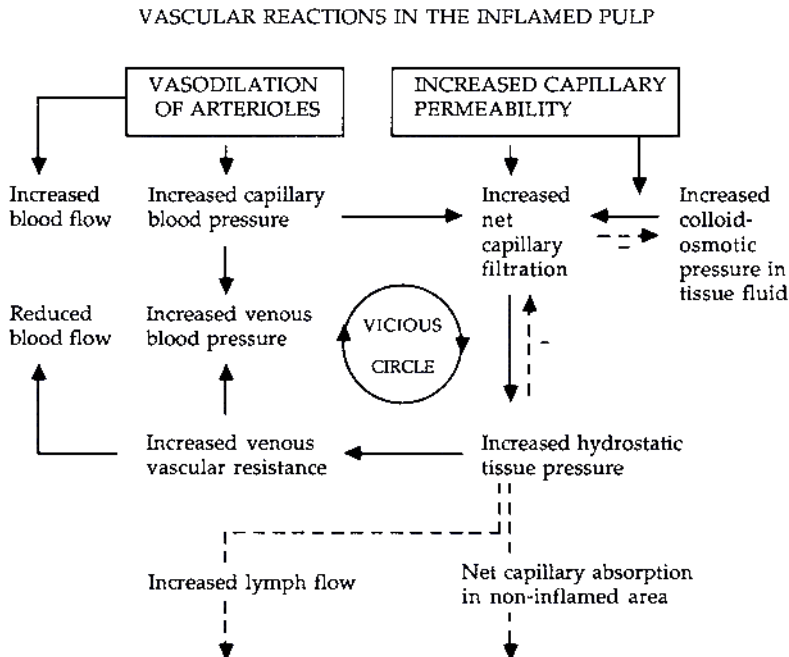 VASCULAR REACTIONS IN THE INFLAMED PULP
VASODILATION
OF ARTERIOLES
INCREASED CAPILLARY
PERMEABILITY
Increased
blood flow
Increased capillary
blood pressure
Increased
net
capillary
filtration
Increased
colloid-
osmotic
pressure in
tissue fluid
Reduced
blood flow
Increased venous
blood pressure
VICIOUS
CIRCLE
Increased venous
vascular resistance
Increased hydrostatic
tissue pressure
Increased lymph flow
Net capillary absorption
in non-inflamed area